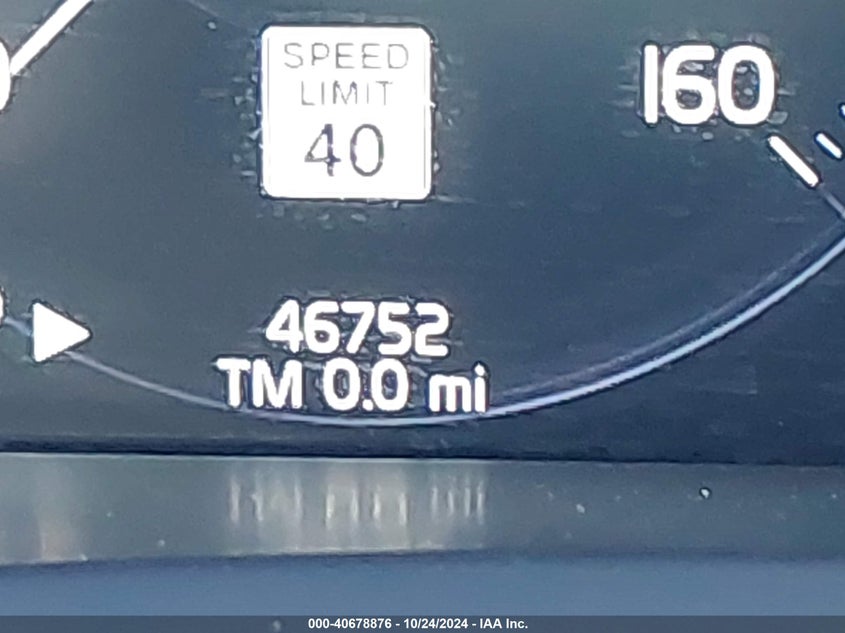 SPEED
LIMIT
40
160
46752
TM 0.0 mi
000-40678876 - 10/24/2024 - IAA Inc.